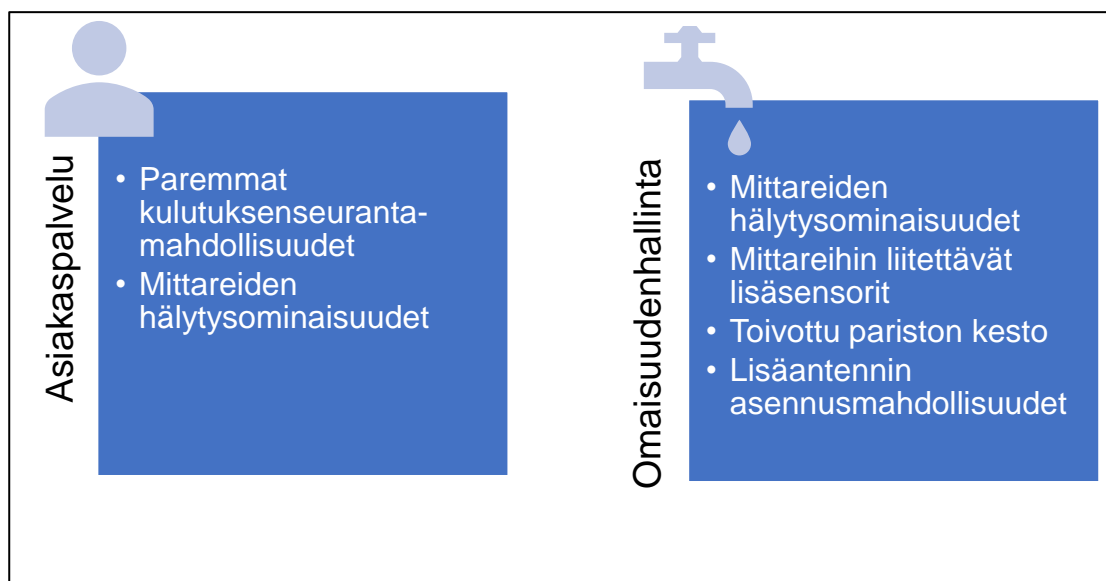 Asiakaspalvelu
• Paremmat
kulutuksenseuranta-
mahdollisuudet
• Mittareiden
hälytysominaisuudet
Omaisuudenhallinta
• Mittareiden
hälytysominaisuudet
• Mittareihin liitettävät
lisäsensorit
• Toivottu pariston kesto
• Lisäantennin
asennusmahdollisuudet